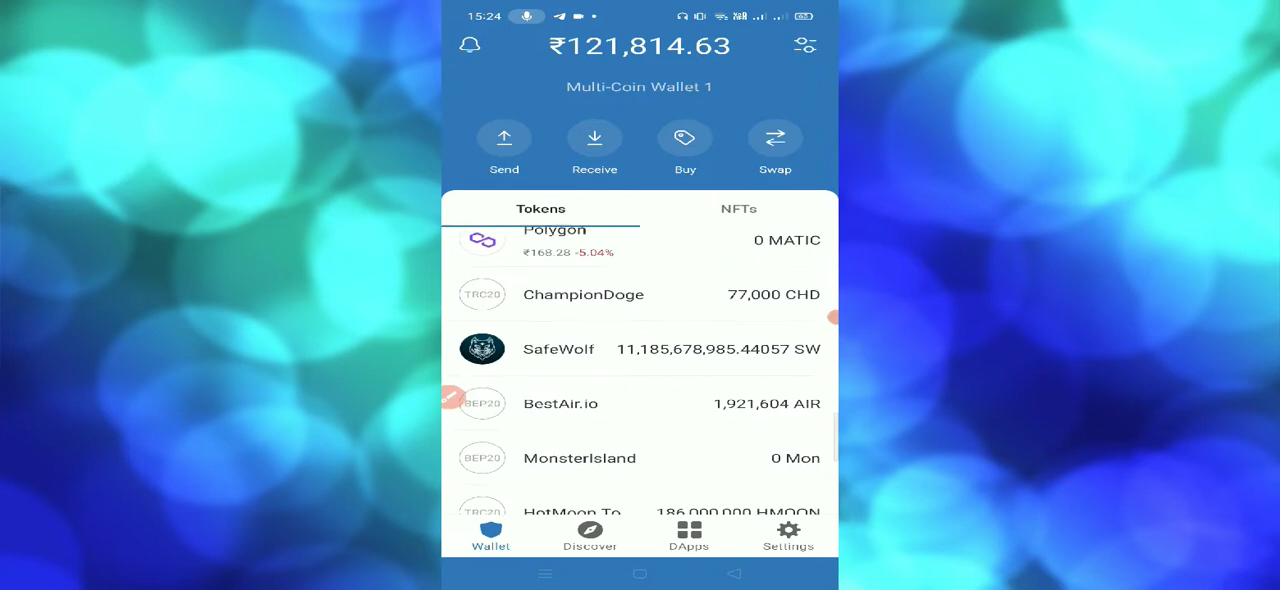 15:24
₹121,814.63
Multi-Coin Wallet 1
Send Receive Buy Swap
Tokens NFTs
Polygon 0 MATIC
₹168.28 -5.04%
TRC20 ChampionDoge 77,000 CHD
SafeWolf 11,185,678,985.44057 SW
BEP20 BestAir.io 1,921,604 AIR
BEP20 MonsterIsland 0 Mon
TRC20 HotMoon To 186,000,000 HMOON
Wallet Discover DApps Settings